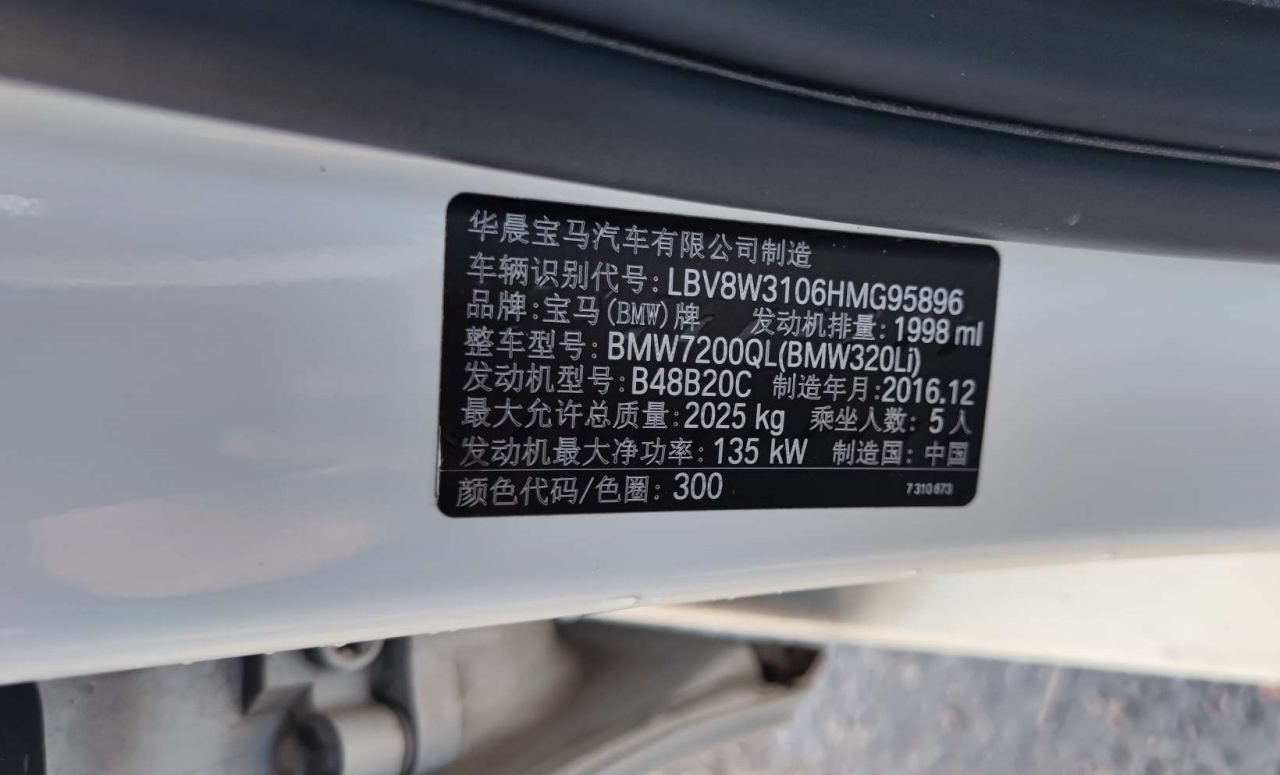 华晨宝马汽车有限公司制造
车辆识别代号: LBV8W3106HMG95896
品牌: 宝马(BMW)牌 发动机排量: 1998 ml
整车型号: BMW7200QL(BMW320Li)
发动机型号: B48B20C 制造年月: 2016.12
最大允许总质量: 2025 kg 乘坐人数: 5 人
发动机最大净功率: 135 kW 制造国: 中国
颜色代码/色圈: 300 7310673